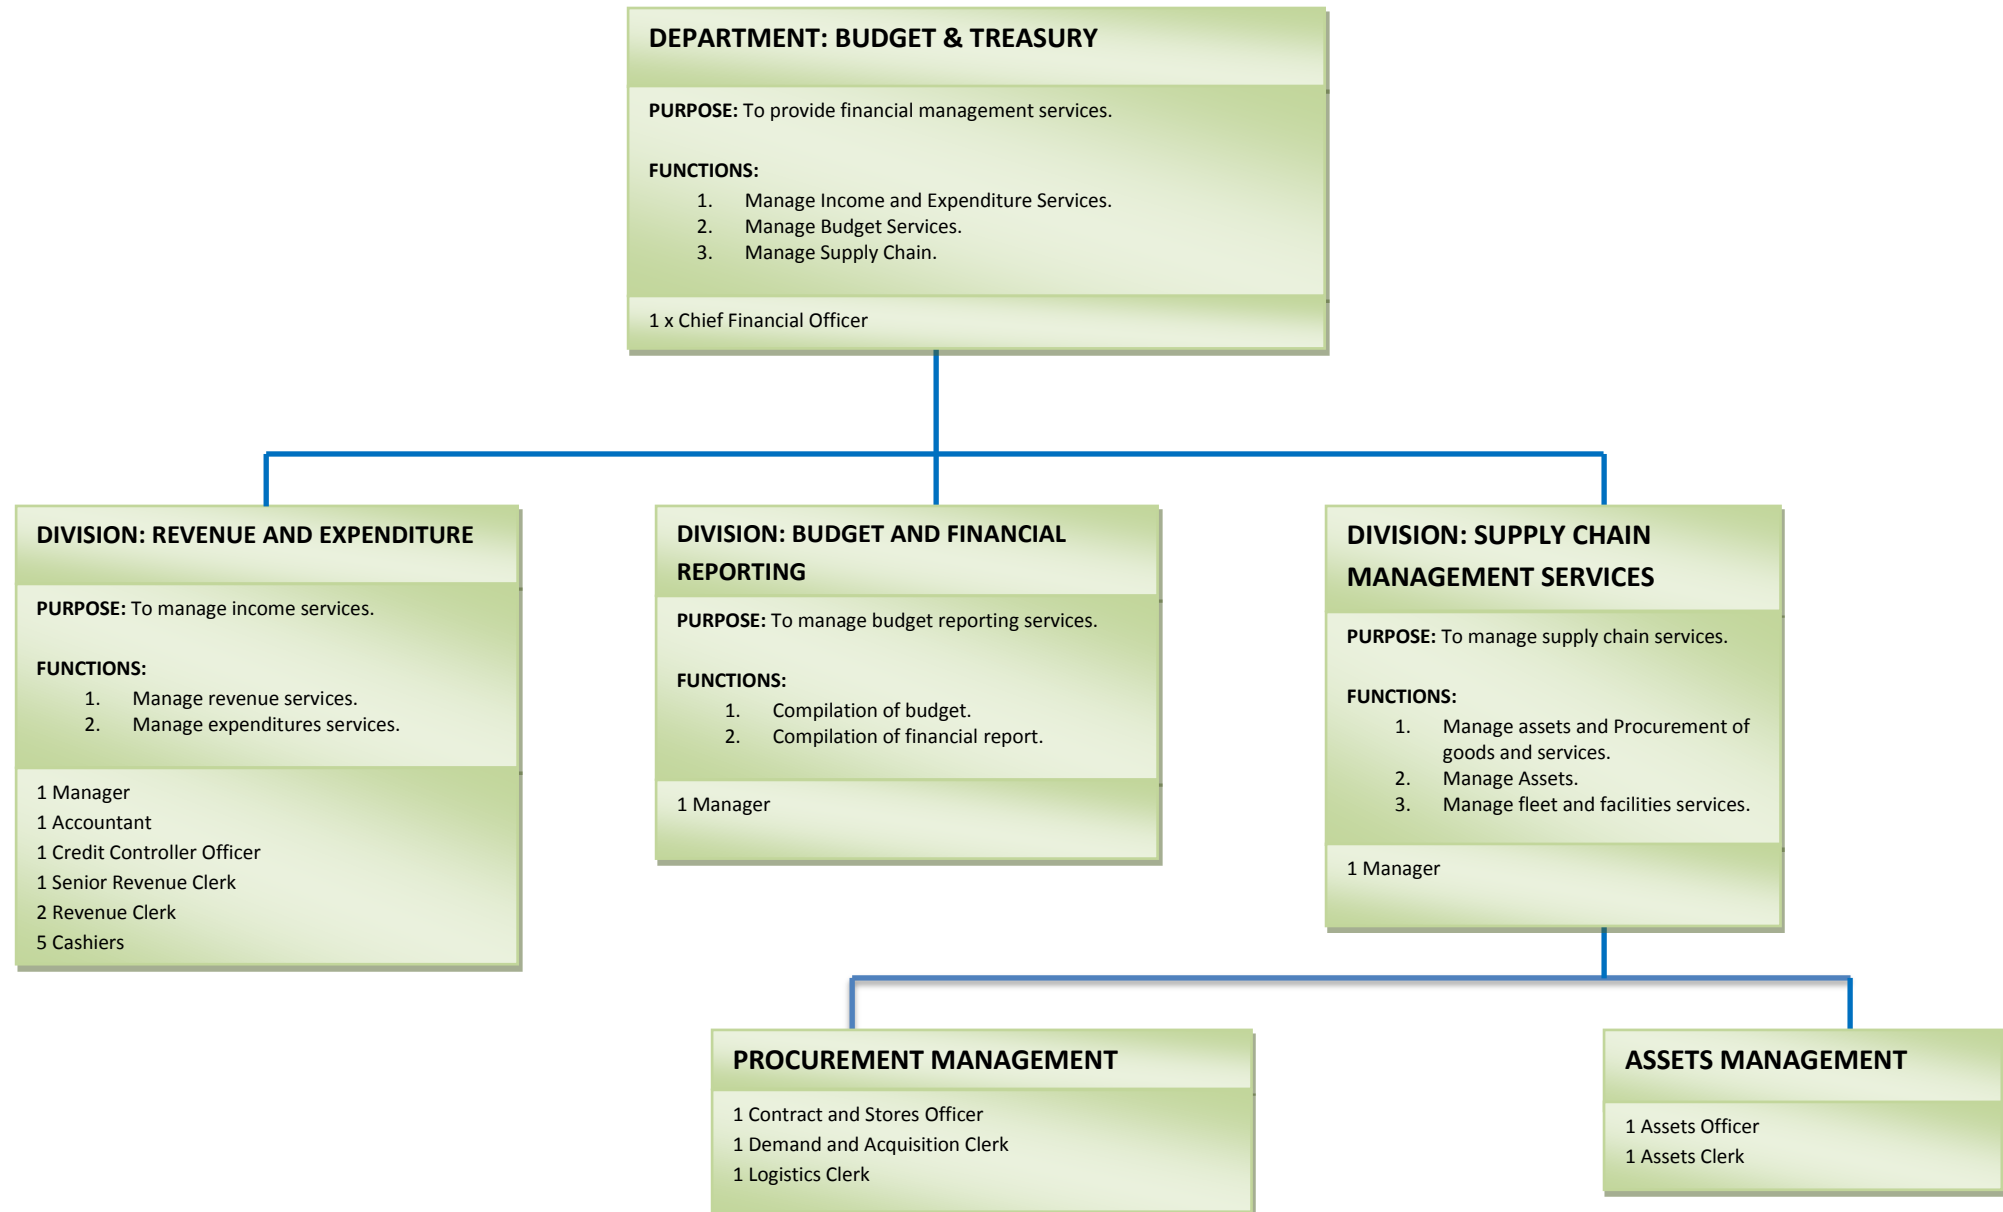 DEPARTMENT: BUDGET & TREASURY
PURPOSE: To provide financial management services.
FUNCTIONS:
1. Manage Income and Expenditure Services.
2. Manage Budget Services.
3. Manage Supply Chain.
1 x Chief Financial Officer
DIVISION: REVENUE AND EXPENDITURE
PURPOSE: To manage income services.
FUNCTIONS:
1. Manage revenue services.
2. Manage expenditures services.
1 Manager
1 Accountant
1 Credit Controller Officer
1 Senior Revenue Clerk
2 Revenue Clerk
5 Cashiers
DIVISION: BUDGET AND FINANCIAL
REPORTING
PURPOSE: To manage budget reporting services.
FUNCTIONS:
1. Compilation of budget.
2. Compilation of financial report.
1 Manager
DIVISION: SUPPLY CHAIN
MANAGEMENT SERVICES
PURPOSE: To manage supply chain services.
FUNCTIONS:
1. Manage assets and Procurement of
goods and services.
2. Manage Assets.
3. Manage fleet and facilities services.
1 Manager
PROCUREMENT MANAGEMENT
1 Contract and Stores Officer
1 Demand and Acquisition Clerk
1 Logistics Clerk
ASSETS MANAGEMENT
1 Assets Officer
1 Assets Clerk